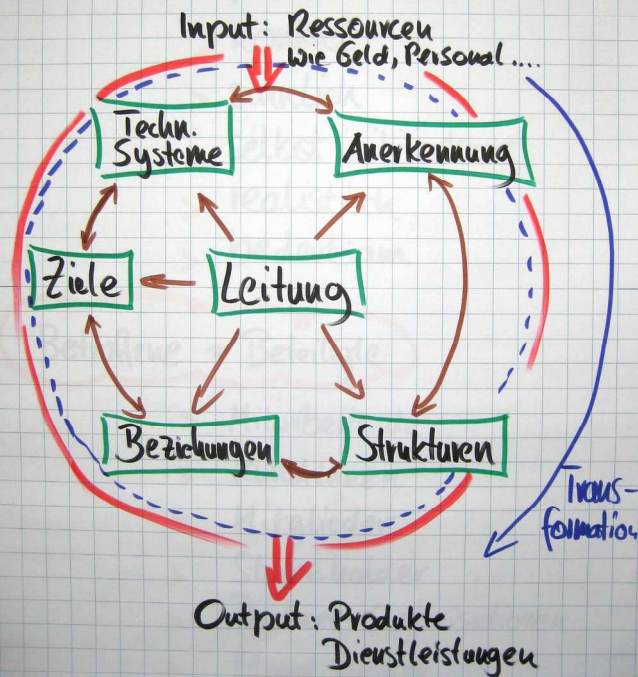 Input: Ressourcen
wie Geld, Personal....
Techn.
Systeme
Anerkennung
Ziele
Leitung
Beziehungen
Strukturen
Trans-
formation
Output: Produkte
Dienstleistungen